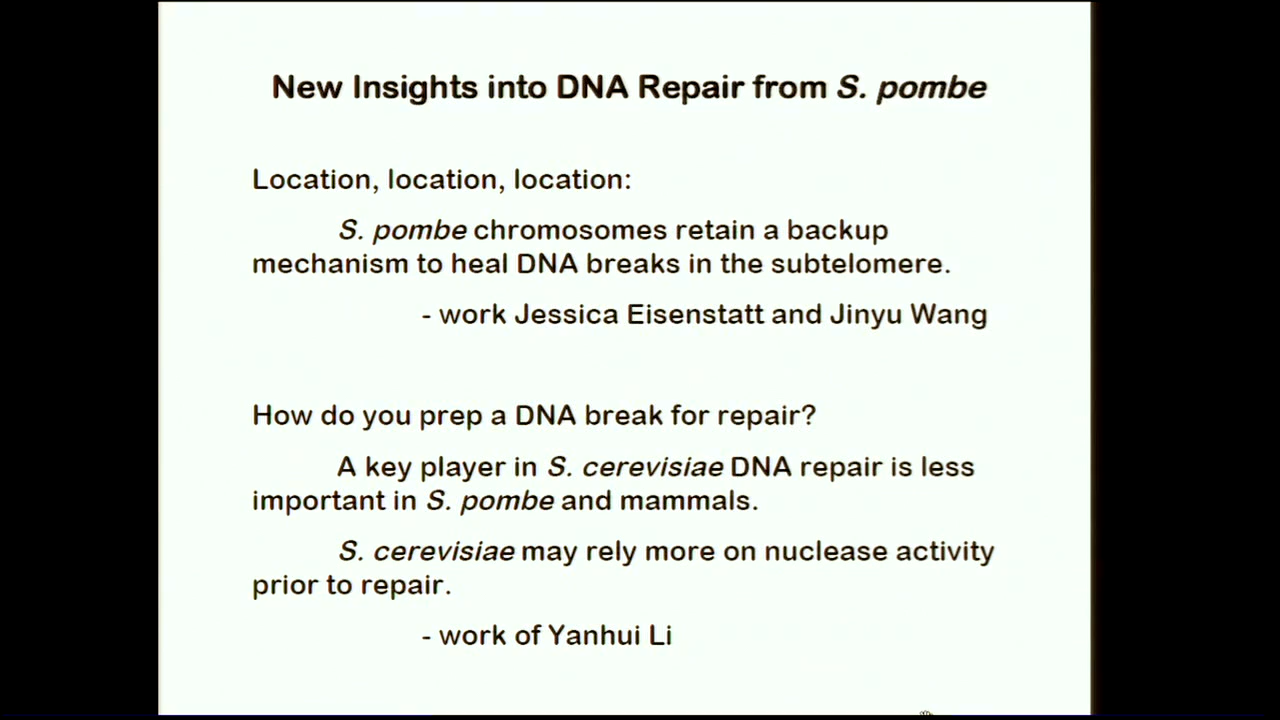 New Insights into DNA Repair from S. pombe
Location, location, location:
S. pombe chromosomes retain a backup
mechanism to heal DNA breaks in the subtelomere.
- work Jessica Eisenstatt and Jinyu Wang
How do you prep a DNA break for repair?
A key player in S. cerevisiae DNA repair is less
important in S. pombe and mammals.
S. cerevisiae may rely more on nuclease activity
prior to repair.
- work of Yanhui Li